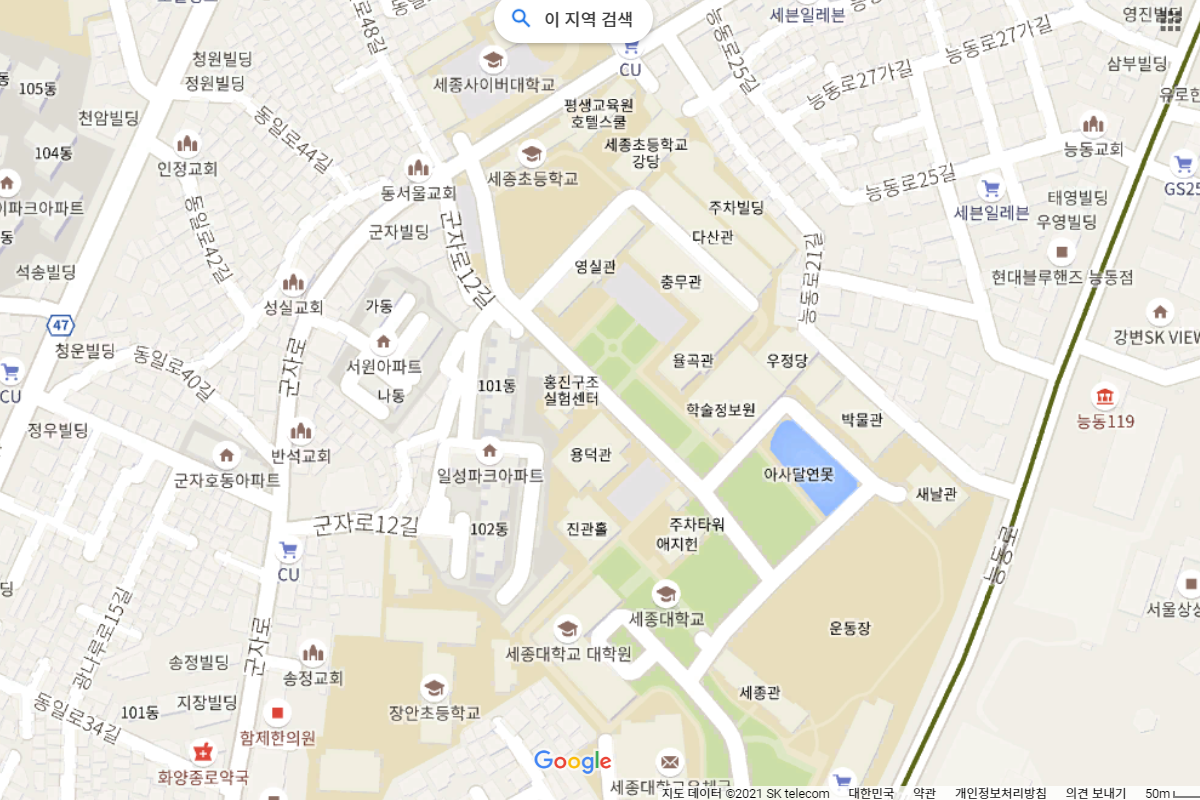 이 지역 검색
세븐일레븐
동일로48길
능동로25길
능동로27가길
영진빌딩
청원빌딩
정원빌딩
세종사이버대학교
CU
능동로27가길
삼부빌딩
105동
천암빌딩
동일로44길
평생교육원
호텔스쿨
세종초등학교
강당
능동교회
104동
인정교회
동서울교회
세종초등학교
능동로25길
GS25
이파크아파트
동일로42길
군자빌딩
군자로12길
주차빌딩
다산관
세븐일레븐
태영빌딩
우영빌딩
석송빌딩
성실교회
가동
영실관
충무관
능동로21길
현대블루핸즈 능동점
47
청운빌딩
동일로40길
군자로
서원아파트
나동
101동
홍진구조
실험센터
율곡관
우정당
강변SK VIEW
CU
정우빌딩
학술정보원
박물관
능동119
반석교회
군자호동아파트
일성파크아파트
용덕관
아사달연못
새날관
군자로12길
102동
진관홀
주차타워
애지헌
능동로
CU
광나루로15길
군자로
세종대학교
운동장
서울상상
송정빌딩
송정교회
세종대학교 대학원
지장빌딩
101동
동일로34길
함제한의원
장안초등학교
세종관
화양종로약국
Google
세종대학교우체국
지도 데이터 ©2021 SK telecom
대한민국
약관
개인정보처리방침
의견 보내기
50m